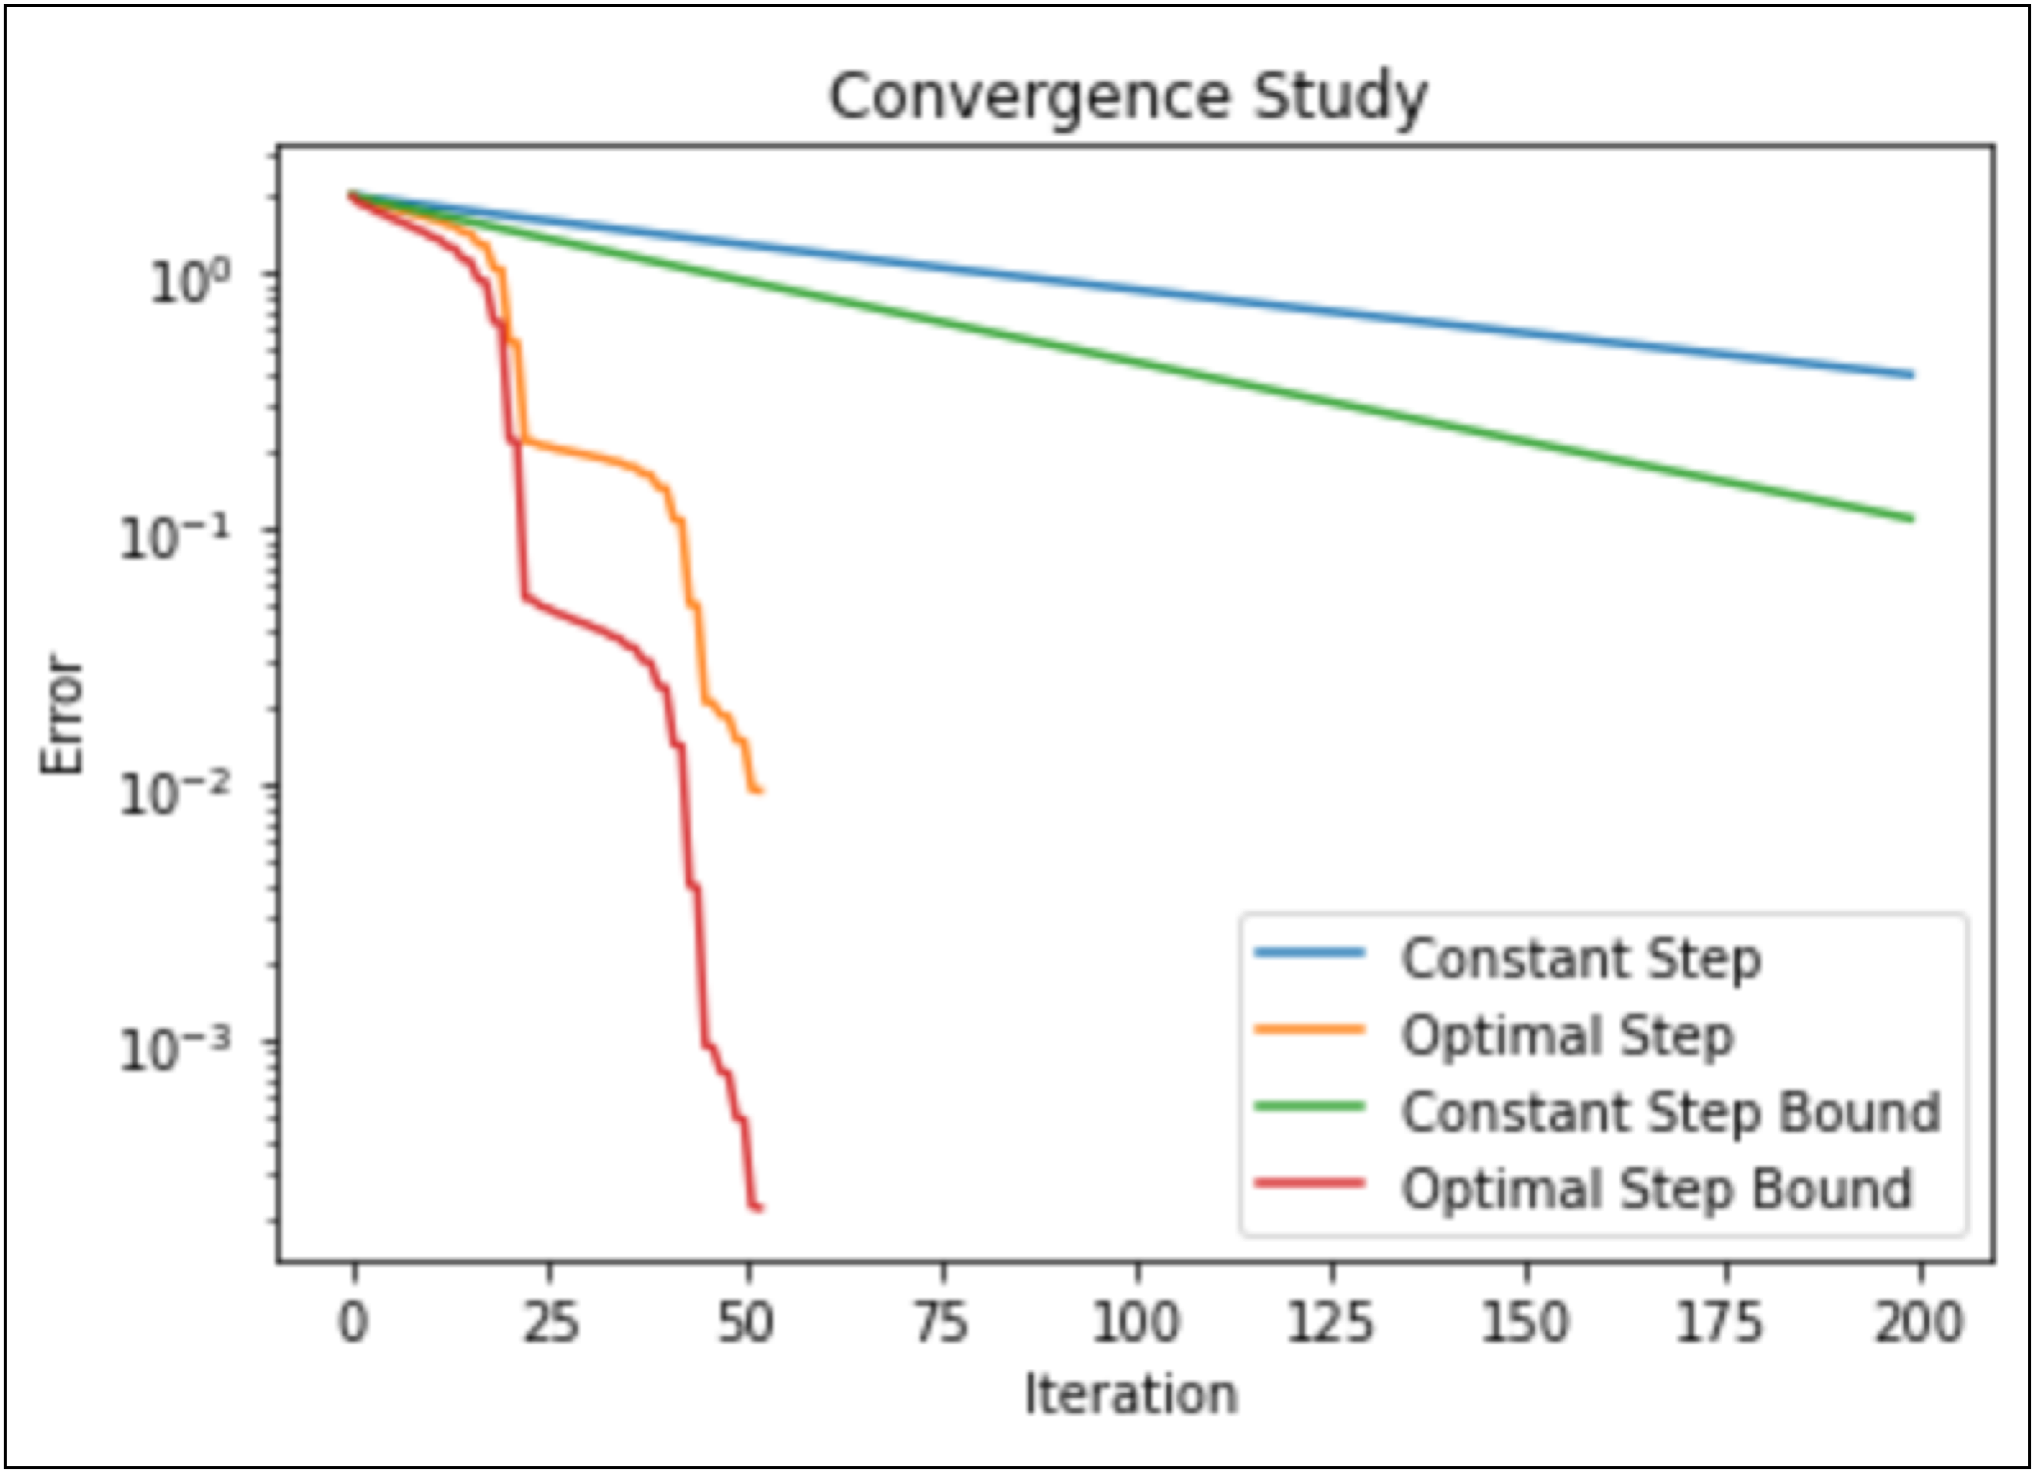 Convergence Study
10⁰
10⁻¹
10⁻²
10⁻³
Error
0 25 50 75 100 125 150 175 200
Iteration
Constant Step
Optimal Step
Constant Step Bound
Optimal Step Bound